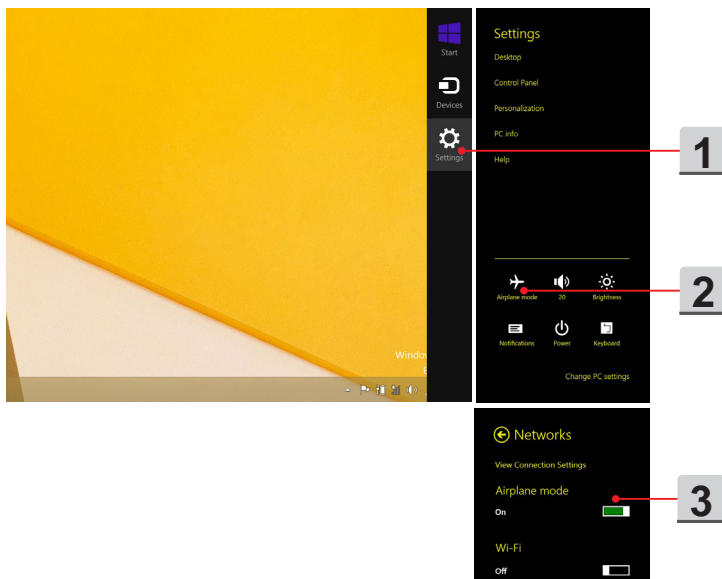 Start
Devices
Settings
Settings
Desktop
Control Panel
Personalization
PC info
Help
1
Airplane mode
20
Brightness
2
Notifications
Power
Keyboard
Change PC settings
Networks
View Connection Settings
Airplane mode
On
3
Wi-Fi
Off